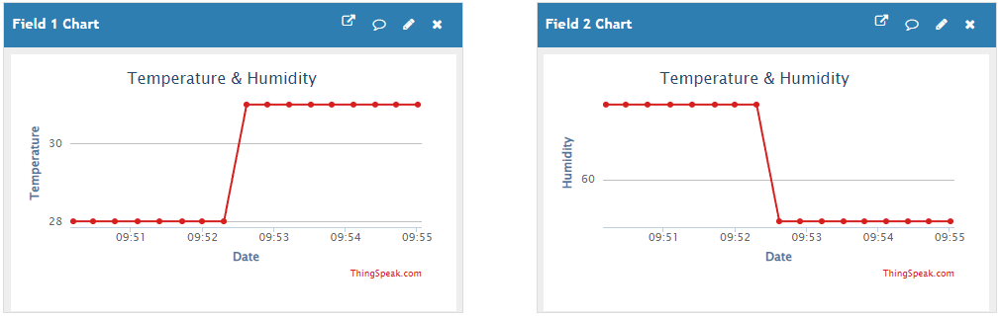 Field 1 Chart
Temperature & Humidity
Temperature
30
28
09:51 09:52 09:53 09:54 09:55
Date
ThingSpeak.com
Field 2 Chart
Temperature & Humidity
Humidity
60
09:51 09:52 09:53 09:54 09:55
Date
ThingSpeak.com